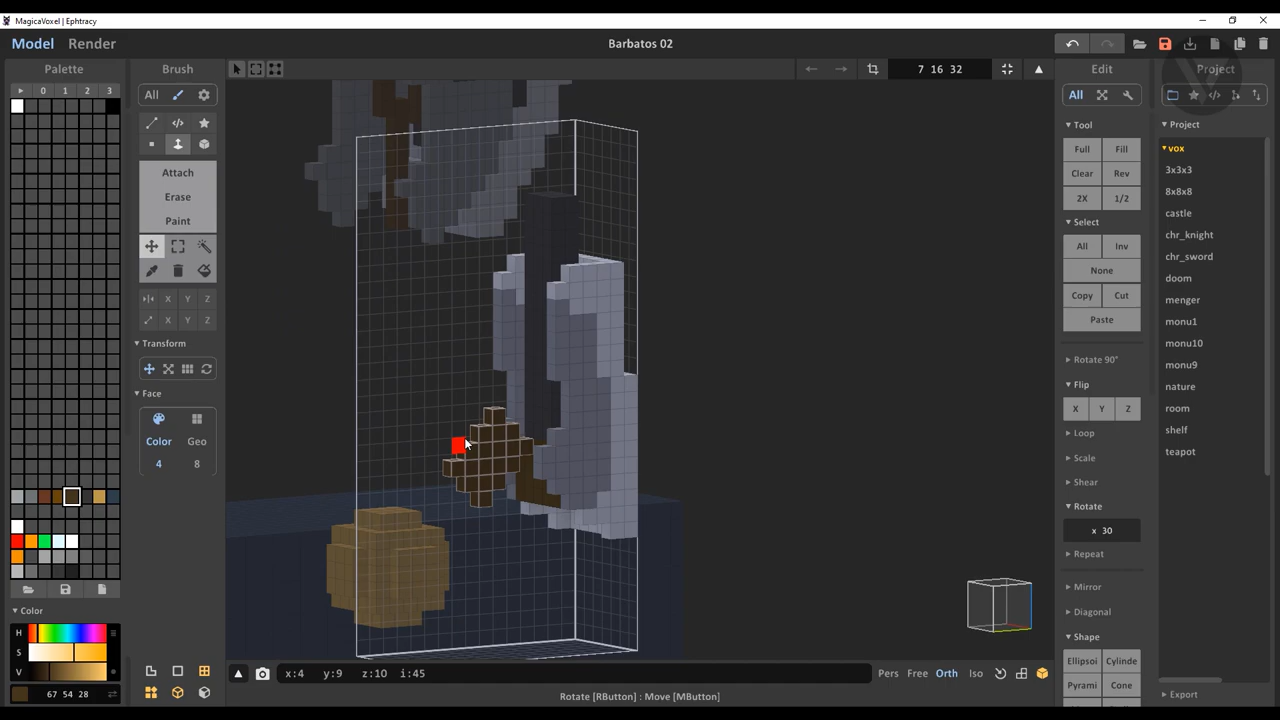 MagicaVoxel | Ephtracy
Model Render
Barbatos 02
Palette
Brush
7 16 32
Edit
Project
0 1 2 3
All
All
Tool
Project
Full Fill
vox
Attach
Clear Rev
3x3x3
Erase
2X 1/2
8x8x8
Paint
Select
castle
All Inv
chr_knight
None
chr_sword
Copy Cut
doom
X Y Z
menger
X Y Z
Paste
monu1
Transform
Rotate 90°
monu10
Flip
monu9
Face
X Y Z
nature
Loop
room
Color Geo
Scale
shelf
4 8
Shear
teapot
Rotate
x 30
Repeat
Mirror
Color
Diagonal
H
Shape
S
Ellipsoi Cylinde
V
x:4 y:9 z:10 i:45
Pers Free Orth Iso
Pyrami Cone
67 54 28
Rotate [RButton] : Move [MButton]
Export